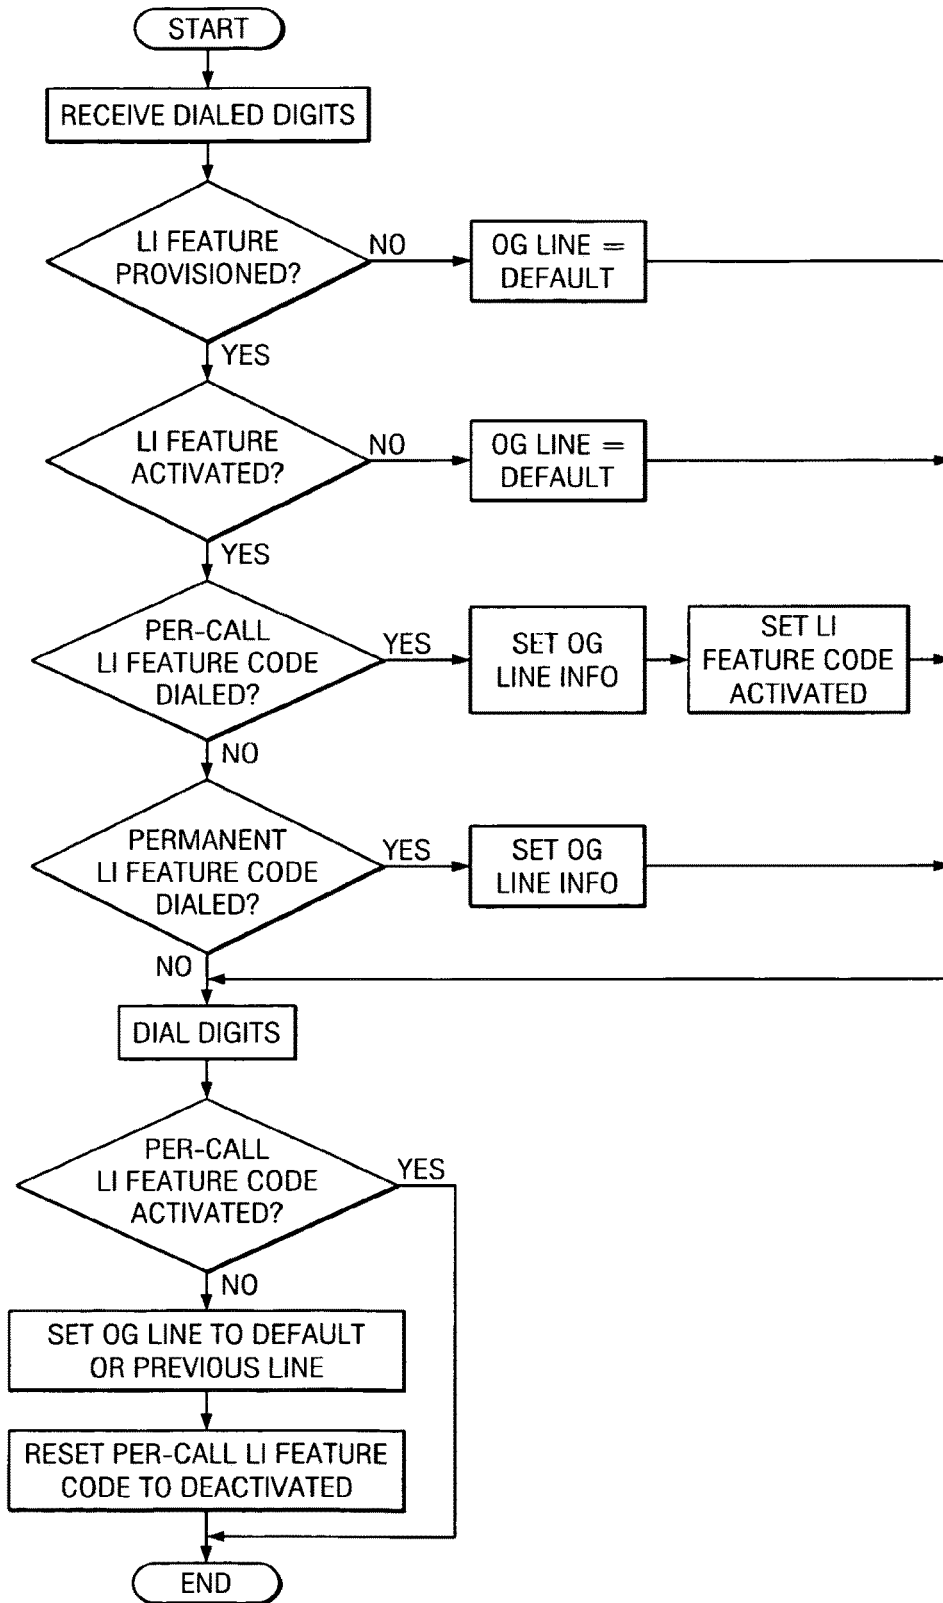 START
RECEIVE DIALED DIGITS
LI FEATURE
PROVISIONED?
NO
OG LINE =
DEFAULT
YES
LI FEATURE
ACTIVATED?
NO
OG LINE =
DEFAULT
YES
PER-CALL
LI FEATURE CODE
DIALED?
YES
SET OG
LINE INFO
SET LI
FEATURE CODE
ACTIVATED
NO
PERMANENT
LI FEATURE CODE
DIALED?
YES
SET OG
LINE INFO
NO
DIAL DIGITS
PER-CALL
LI FEATURE CODE
ACTIVATED?
YES
NO
SET OG LINE TO DEFAULT
OR PREVIOUS LINE
RESET PER-CALL LI FEATURE
CODE TO DEACTIVATED
END